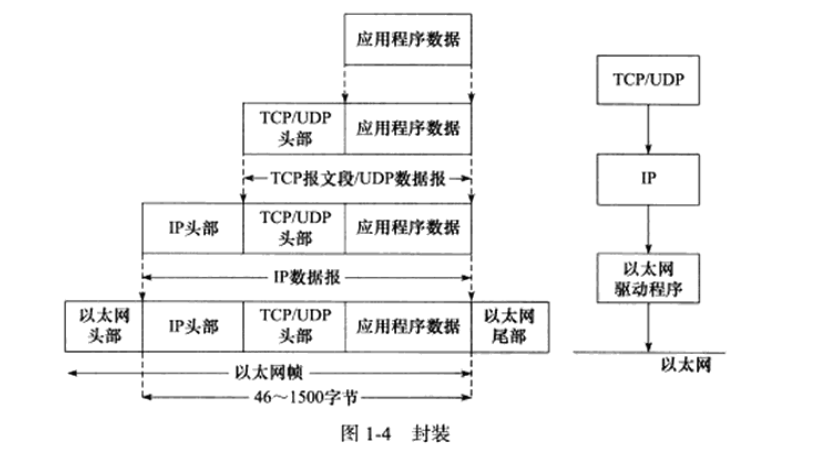 应用程序数据
TCP/UDP
头部
应用程序数据
TCP报文段/UDP数据报
IP头部
TCP/UDP
头部
应用程序数据
IP数据报
以太网
头部
IP头部
TCP/UDP
头部
应用程序数据
以太网
尾部
以太网帧
46～1500字节
TCP/UDP
IP
以太网
驱动程序
以太网
图 1-4 封装